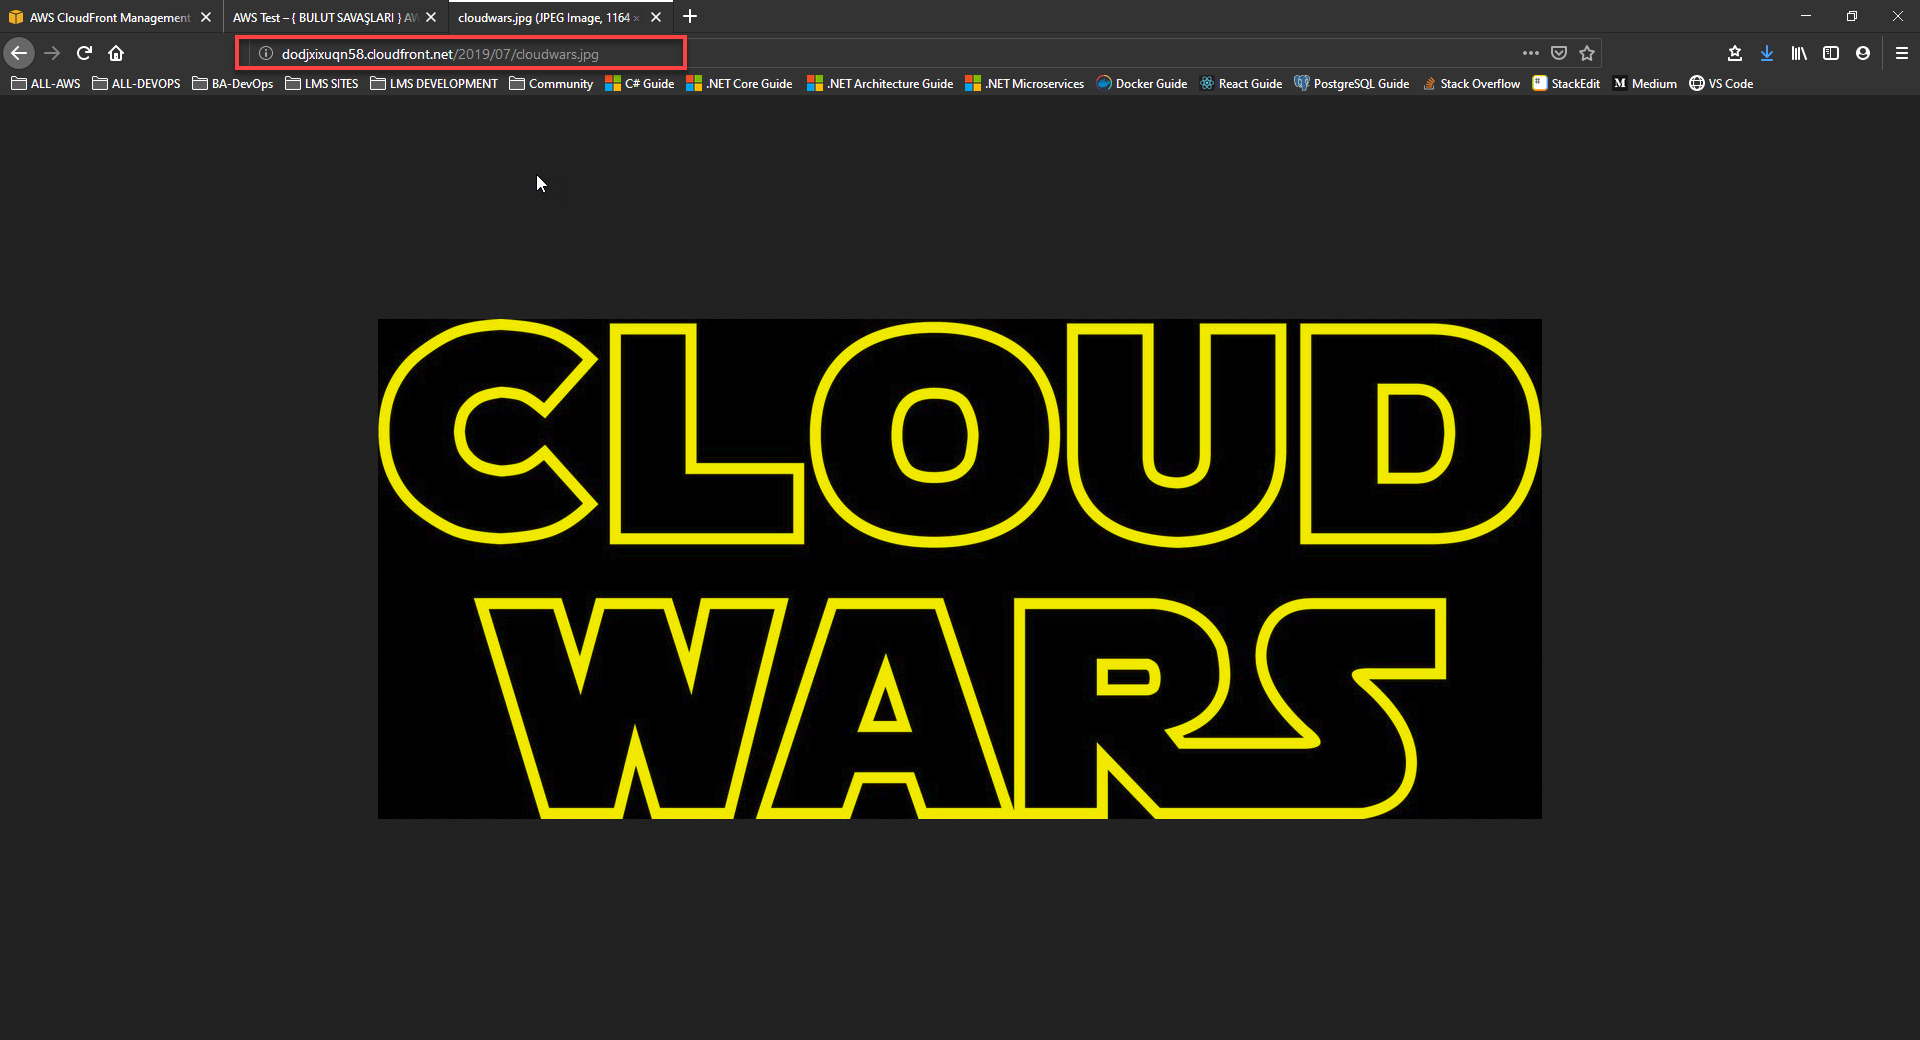 AWS CloudFront Management
AWS Test – { BULUT SAVAŞLARI } AW
cloudwars.jpg (JPEG Image, 1164 ×
dodjxixuqn58.cloudfront.net/2019/07/cloudwars.jpg
ALL-AWS
ALL-DEVOPS
BA-DevOps
LMS SITES
LMS DEVELOPMENT
Community
C# Guide
.NET Core Guide
.NET Architecture Guide
.NET Microservices
Docker Guide
React Guide
PostgreSQL Guide
Stack Overflow
StackEdit
M Medium
VS Code
CLOUD
WARS